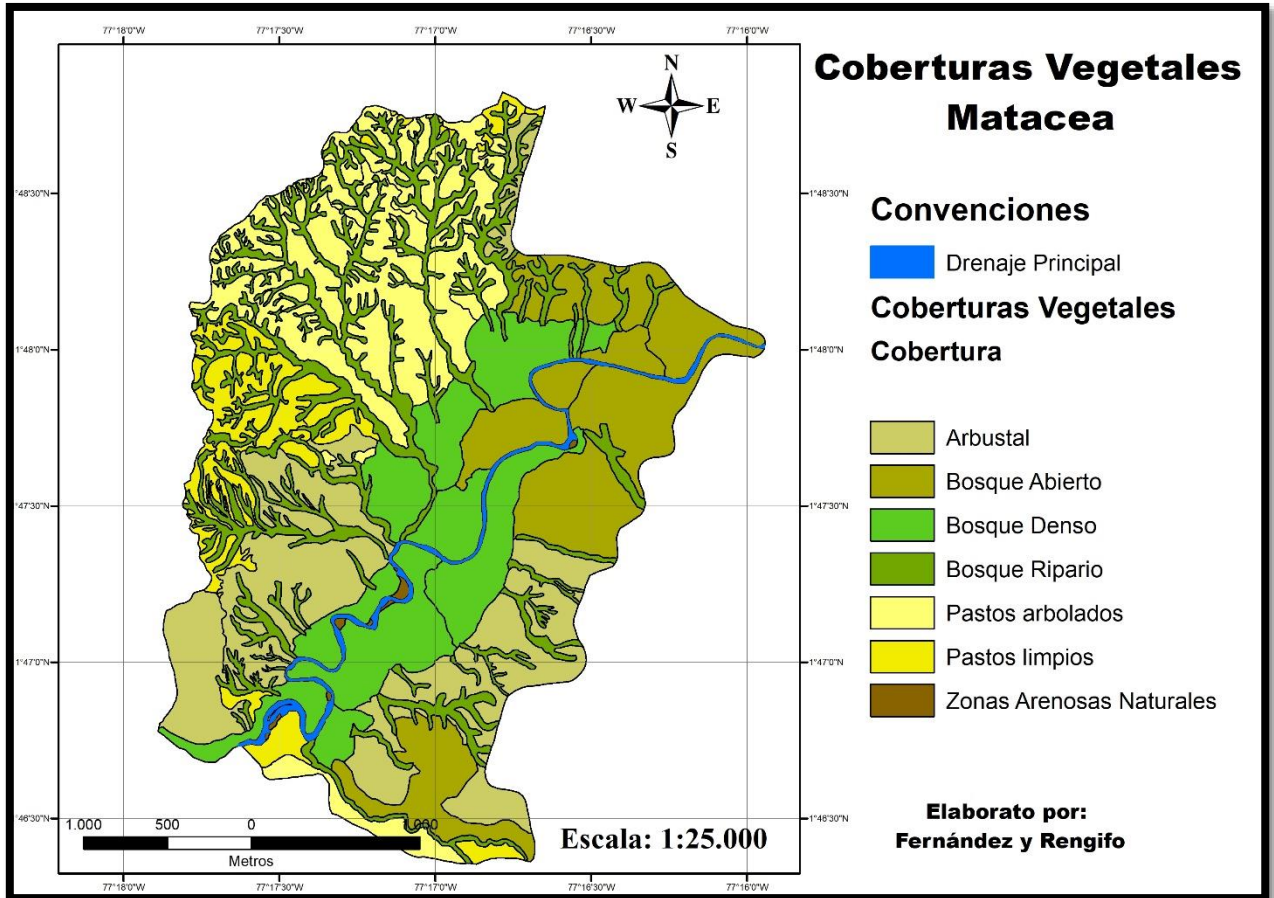 77°18'0"W 77°17'30"W 77°17'0"W 77°16'30"W 77°16'0"W
N
W E
S
°48'30"N 1°48'30"N
1°48'0"N 1°48'0"N
1°47'30"N 1°47'30"N
1°47'0"N 1°47'0"N
°46'30"N 1°46'30"N
1.000 500 0 1.000
Metros
Escala: 1:25.000
77°18'0"W 77°17'30"W 77°17'0"W 77°16'30"W 77°16'0"W
Coberturas Vegetales
Matacea
Convenciones
Drenaje Principal
Coberturas Vegetales
Cobertura
Arbustal
Bosque Abierto
Bosque Denso
Bosque Ripario
Pastos arbolados
Pastos limpios
Zonas Arenosas Naturales
Elaborato por:
Fernández y Rengifo